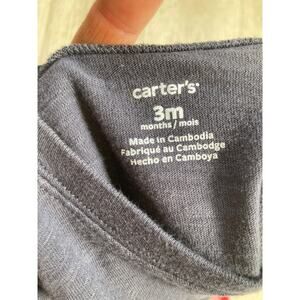 carter's®
3m
months / mois
Made in Cambodia
Fabriqué au Cambodge
Hecho en Camboya